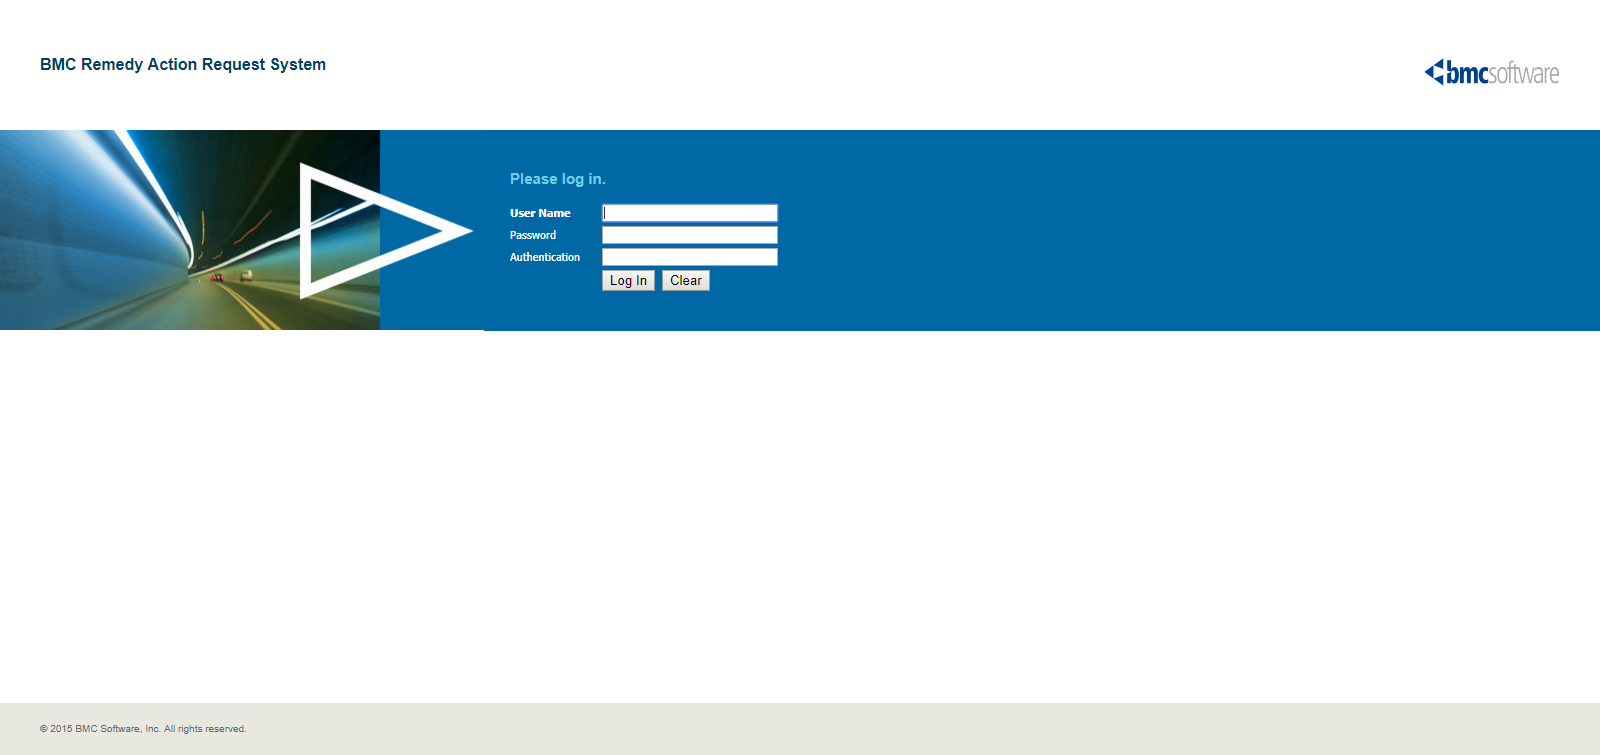 BMC Remedy Action Request System
bmcsoftware
Please log in.
User Name
Password
Authentication
Log In Clear
© 2015 BMC Software, Inc. All rights reserved.